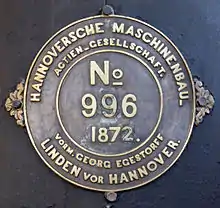 HANNOVERSCHE MASCHINENBAU.
ACTIEN-GESELLSCHAFT.
No
996
1872.
VORM. GEORG EGESTORFF
LINDEN VOR HANNOVER.